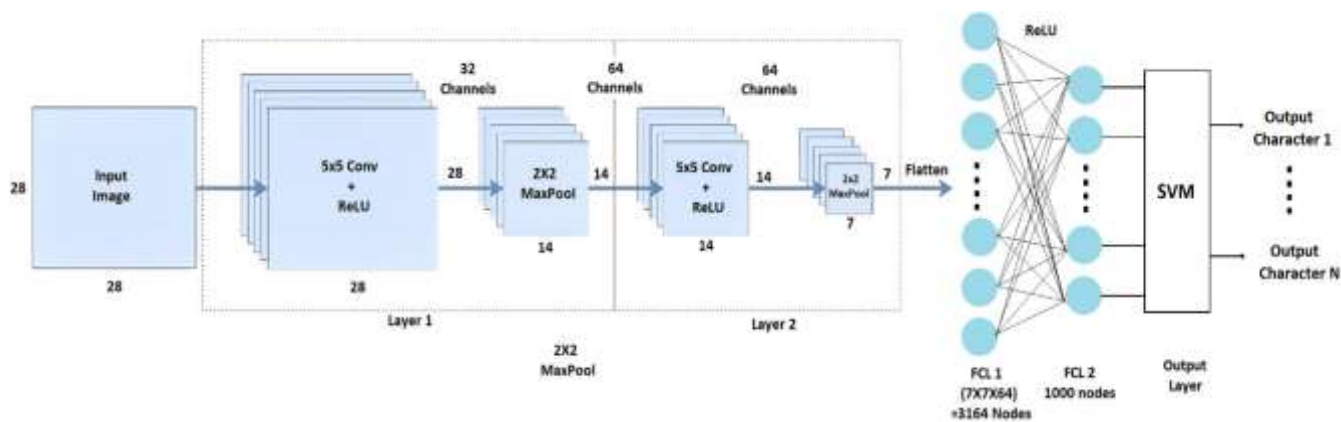 ReLU
32
Channels
64
Channels
64
Channels
Input
Image
28
28
5x5 Conv
+
ReLU
28
28
2X2
MaxPool
14
14
5x5 Conv
+
ReLU
14
14
2x2
MaxPool
7
7
Flatten
SVM
Output
Character 1
Output
Character N
Layer 1
Layer 2
2X2
MaxPool
FCL 1
(7X7X64)
=3164 Nodes
FCL 2
1000 nodes
Output
Layer